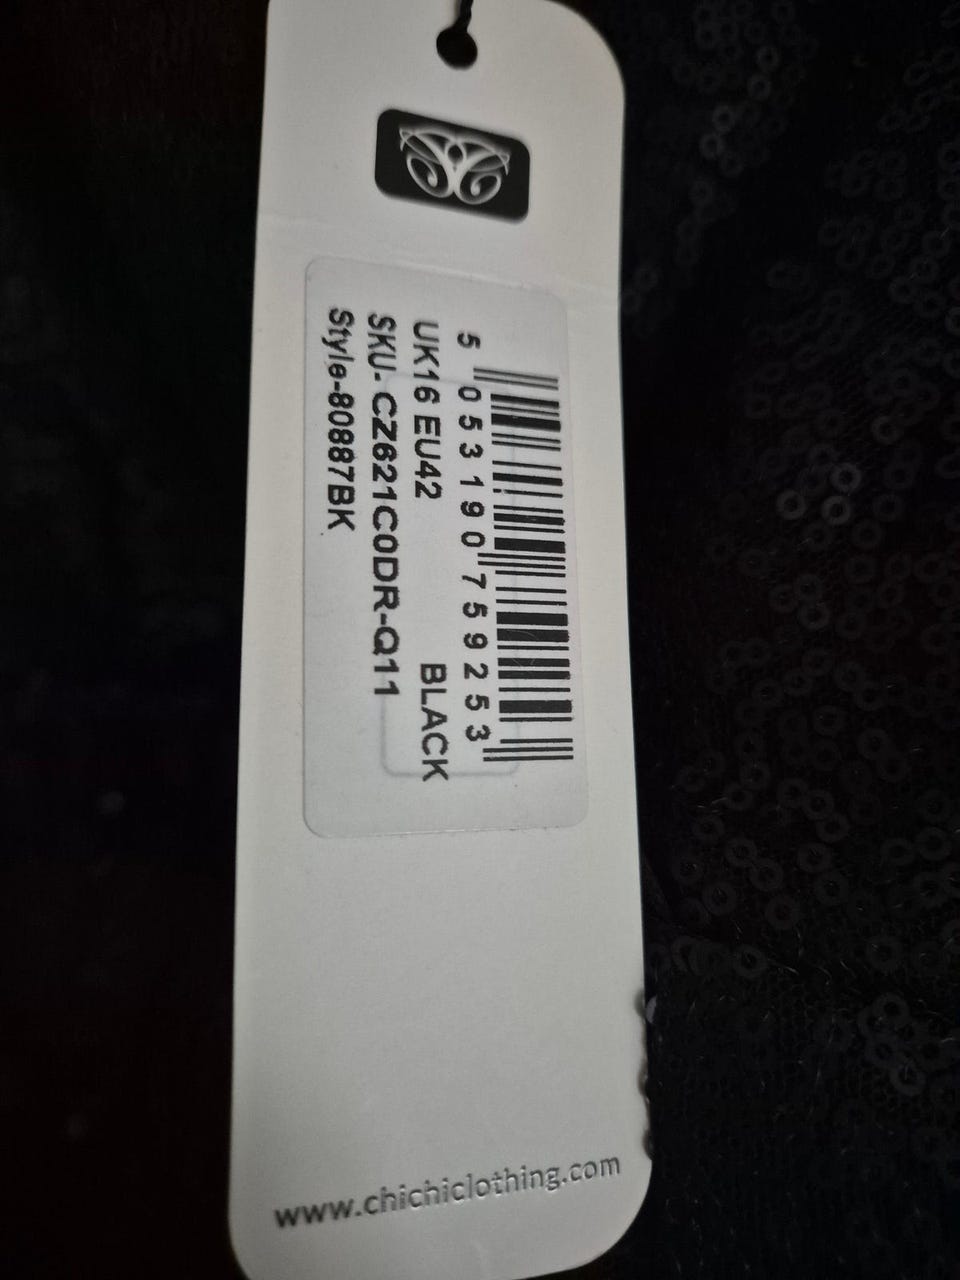 5 053190 759253
UK16 EU42 BLACK
SKU- CZ621C0DR-Q11
Style-80887BK
www.chichiclothing.com